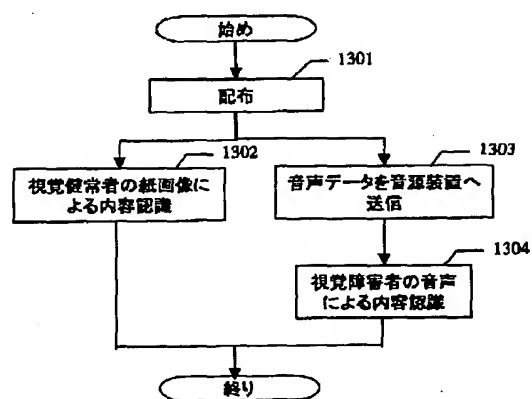 始め
1301
配布
1302
視覚健常者の紙画像に
よる内容認識
1303
音声データを音源装置へ
送信
1304
視覚障害者の音声
による内容認識
終り